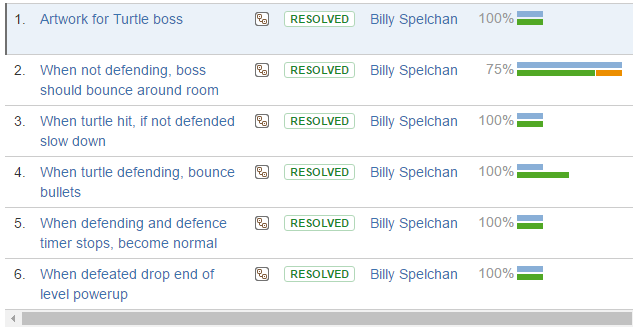 1. Artwork for Turtle boss RESOLVED Billy Spelchan 100%
2. When not defending, boss RESOLVED Billy Spelchan 75%
should bounce around room
3. When turtle hit, if not defended RESOLVED Billy Spelchan 100%
slow down
4. When turtle defending, bounce RESOLVED Billy Spelchan 100%
bullets
5. When defending and defence RESOLVED Billy Spelchan 100%
timer stops, become normal
6. When defeated drop end of RESOLVED Billy Spelchan 100%
level powerup